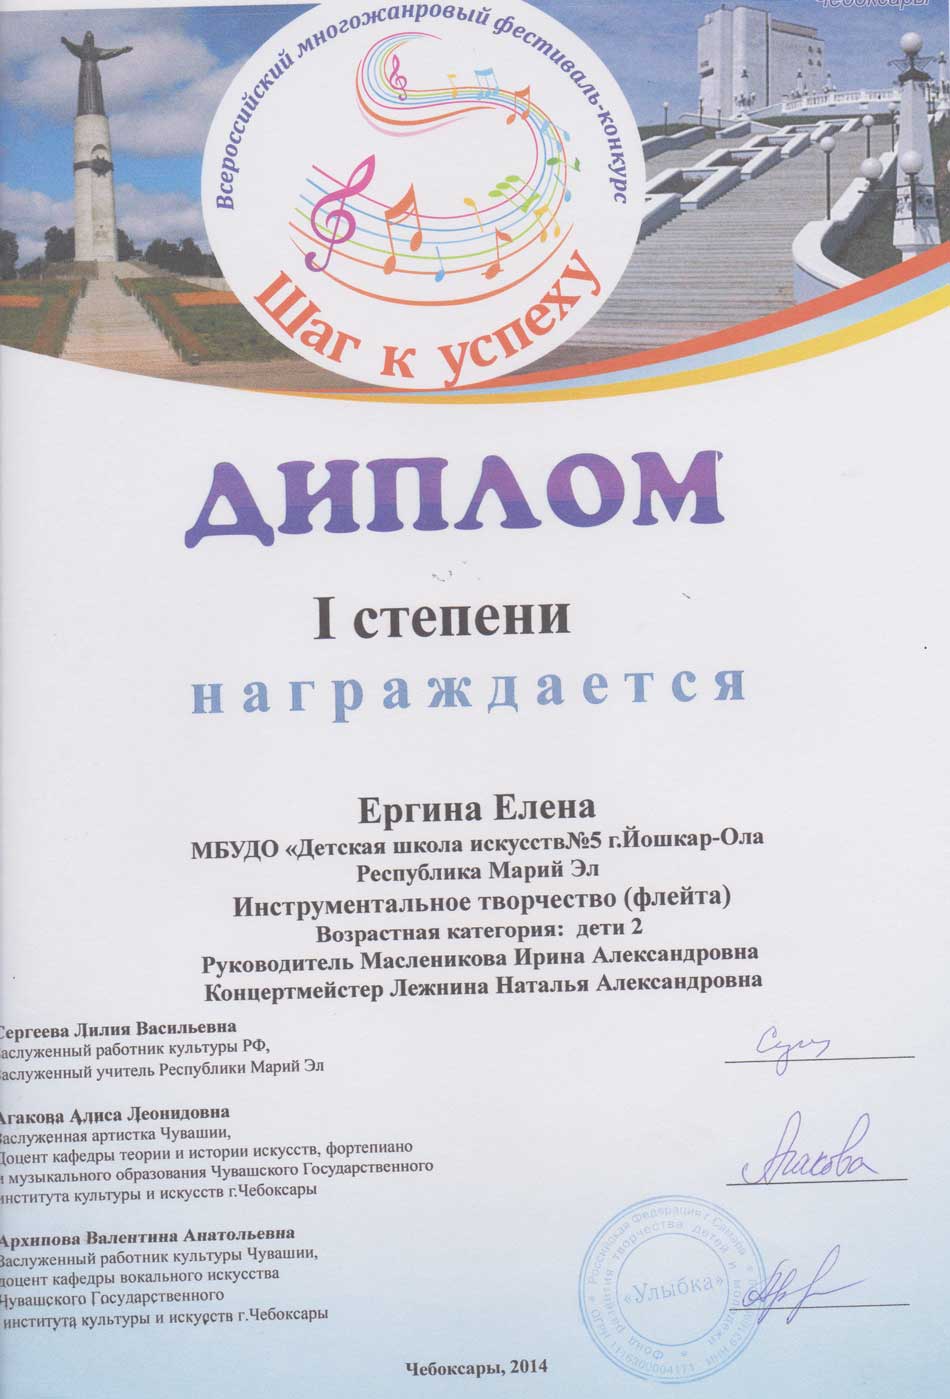 Чебоксары
Всероссийский многожанровый фестиваль-конкурс
Шаг к успеху
ДИПЛОМ
I степени
награждается
Ергина Елена
МБУДО «Детская школа искусств№5 г.Йошкар-Ола
Республика Марий Эл
Инструментальное творчество (флейта)
Возрастная категория: дети 2
Руководитель Масленикова Ирина Александровна
Концертмейстер Лежнина Наталья Александровна
Сергеева Лилия Васильевна
Заслуженный работник культуры РФ,
Заслуженный учитель Республики Марий Эл
Агакова Алиса Леонидовна
Заслуженная артистка Чувашии,
Доцент кафедры теории и истории искусств, фортепиано
и музыкального образования Чувашского Государственного
института культуры и искусств г.Чебоксары
Агакова
Архипова Валентина Анатольевна
Заслуженный работник культуры Чувашии,
доцент кафедры вокального искусства
Чувашского Государственного
института культуры и искусств г.Чебоксары
Российская Федерация г.Самара
Фонд развития творчества детей и молодежи
«Улыбка»
Чебоксары, 2014